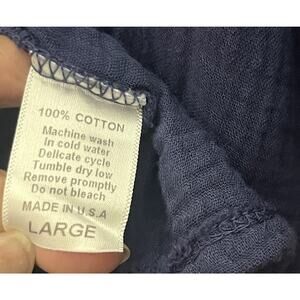 100% COTTON
Machine wash
In cold water
Delicate cycle
Tumble dry low
Remove promptly
Do not bleach
MADE IN U.S.A
LARGE